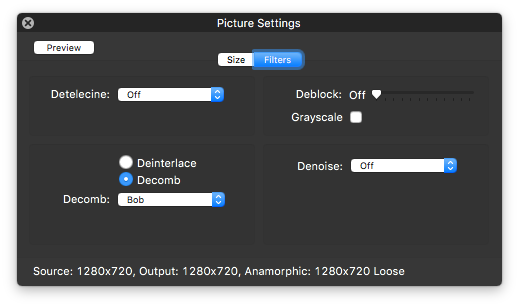 Picture Settings
Preview
Size Filters
Detelecine: Off
Deblock: Off
Grayscale
Deinterlace
Decomb
Decomb: Bob
Denoise: Off
Source: 1280x720, Output: 1280x720, Anamorphic: 1280x720 Loose